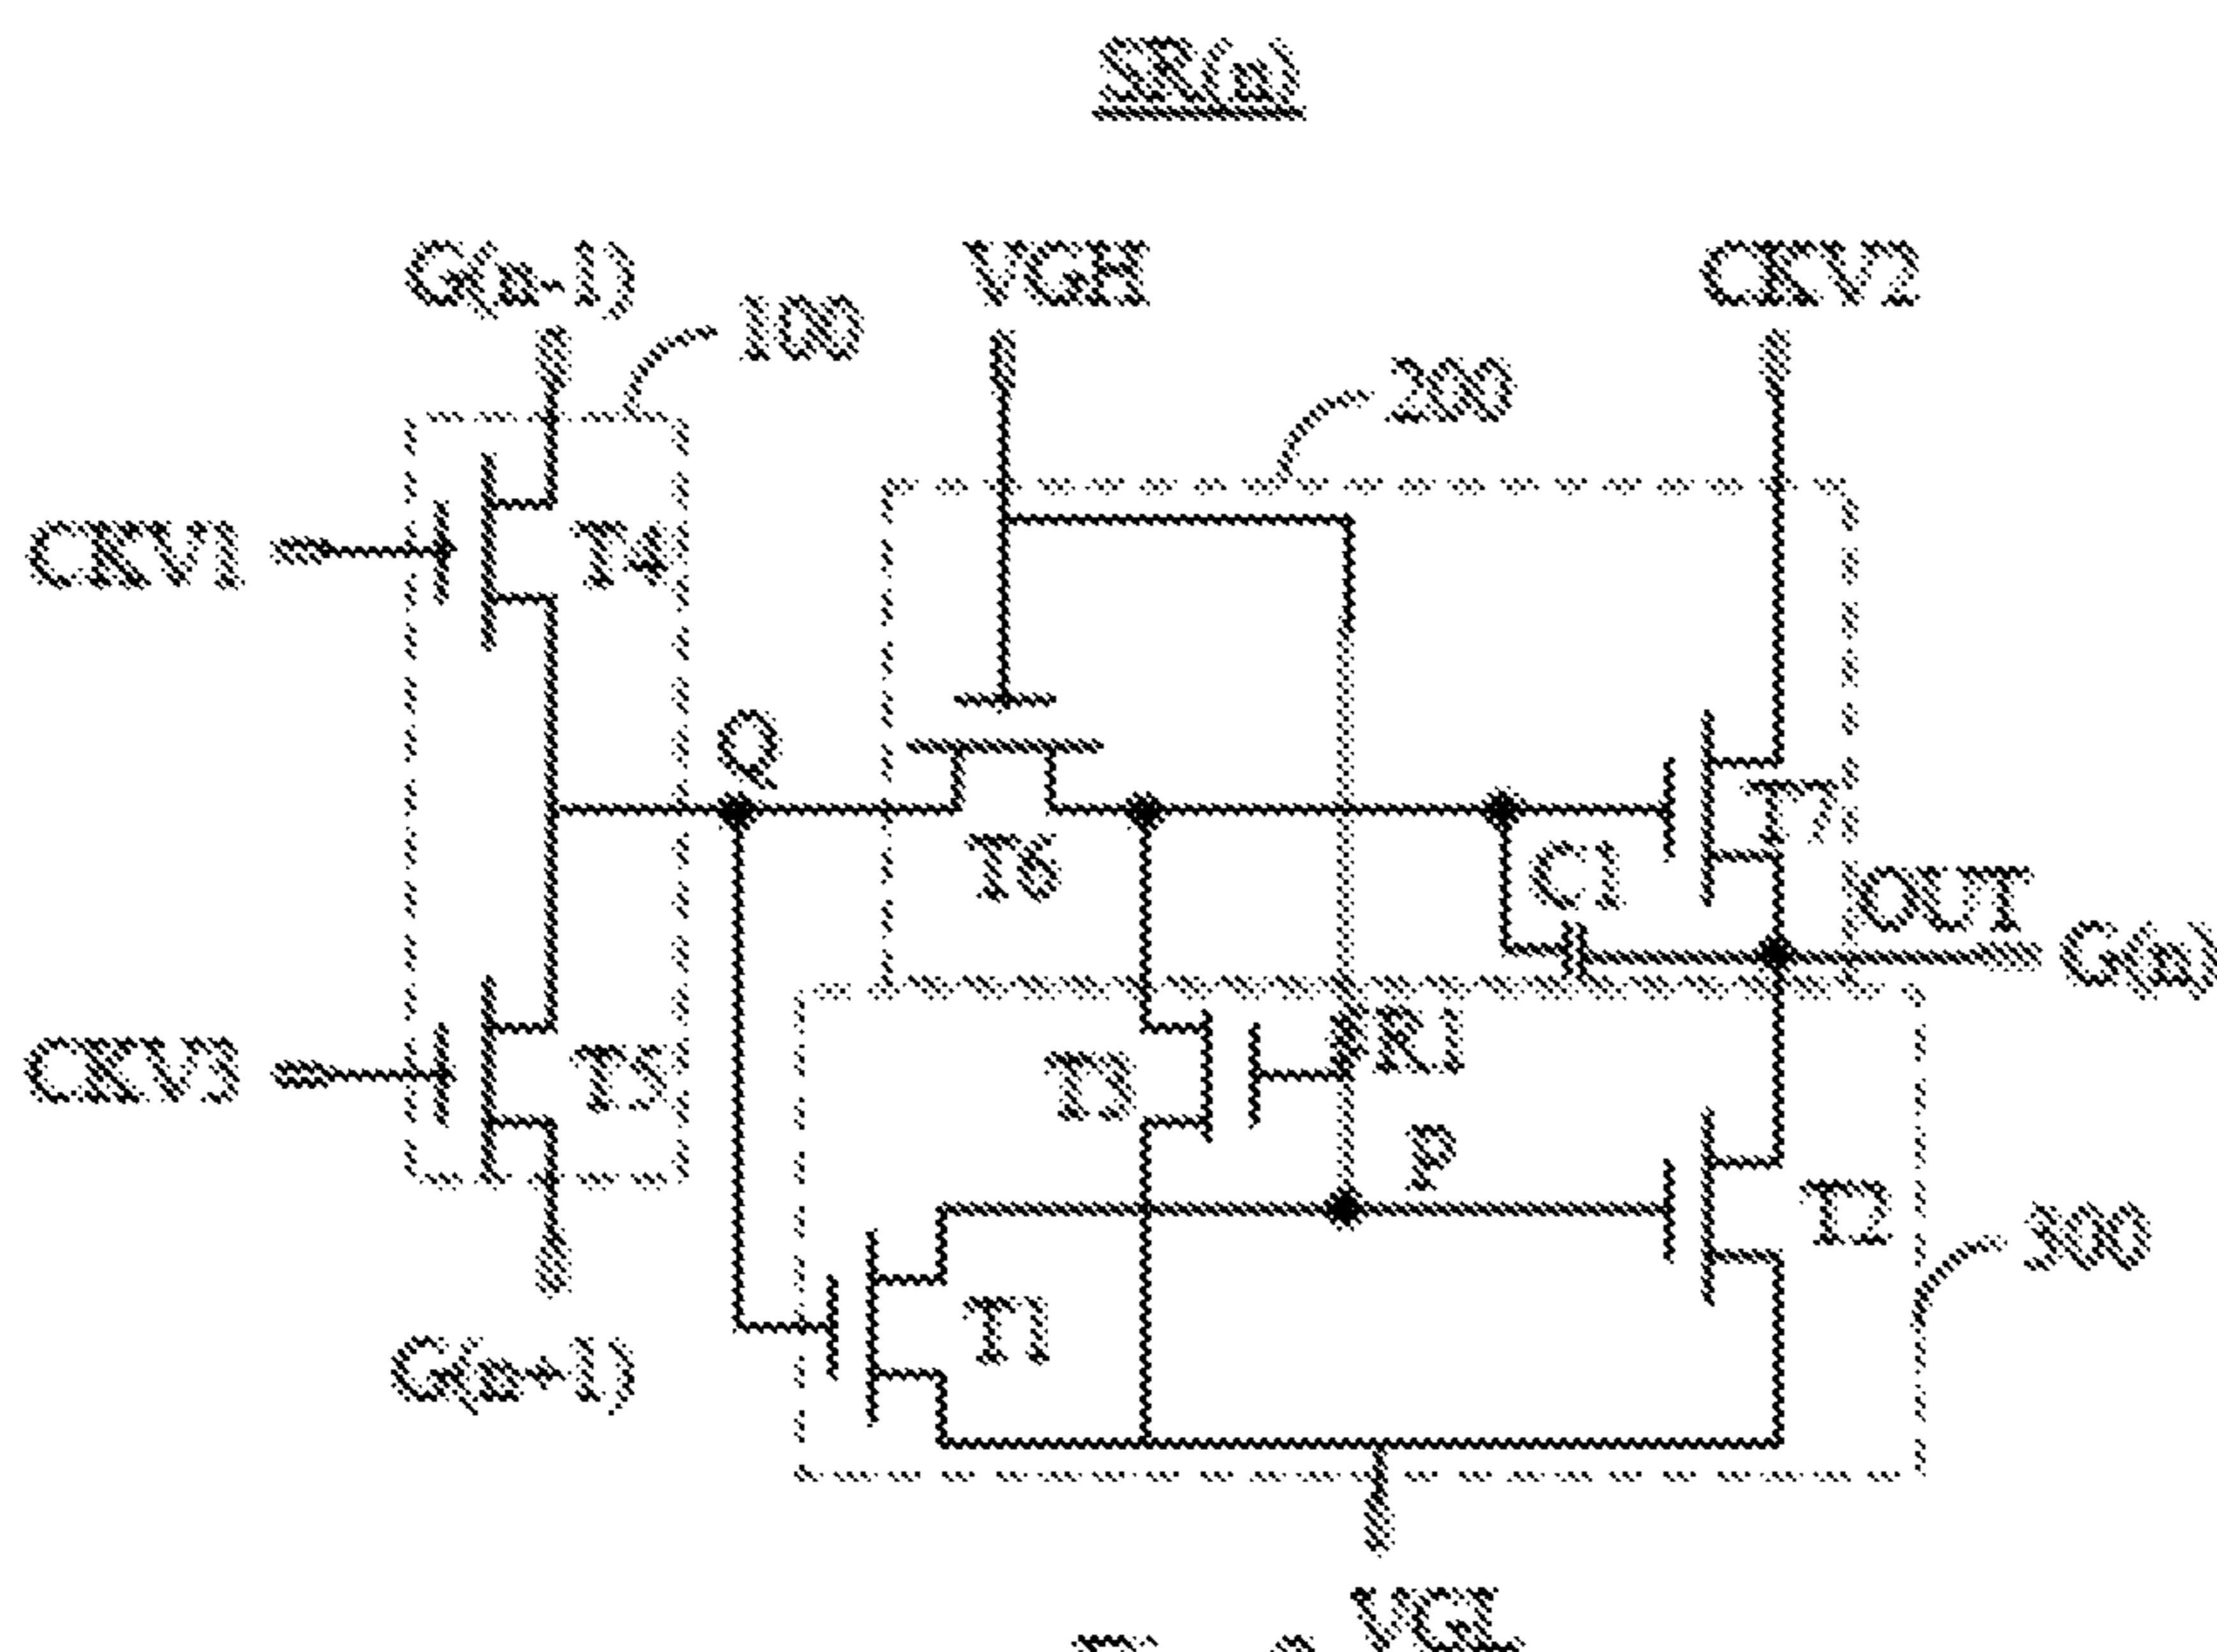 SR(n)
G(n-1)
VGH
CKV2
100
200
CKV1
T4
Q
T7
T6
C1
OUT
G(n)
R1
CKV3
T5
T3
P
T2
300
T1
G(n+1)
VGL